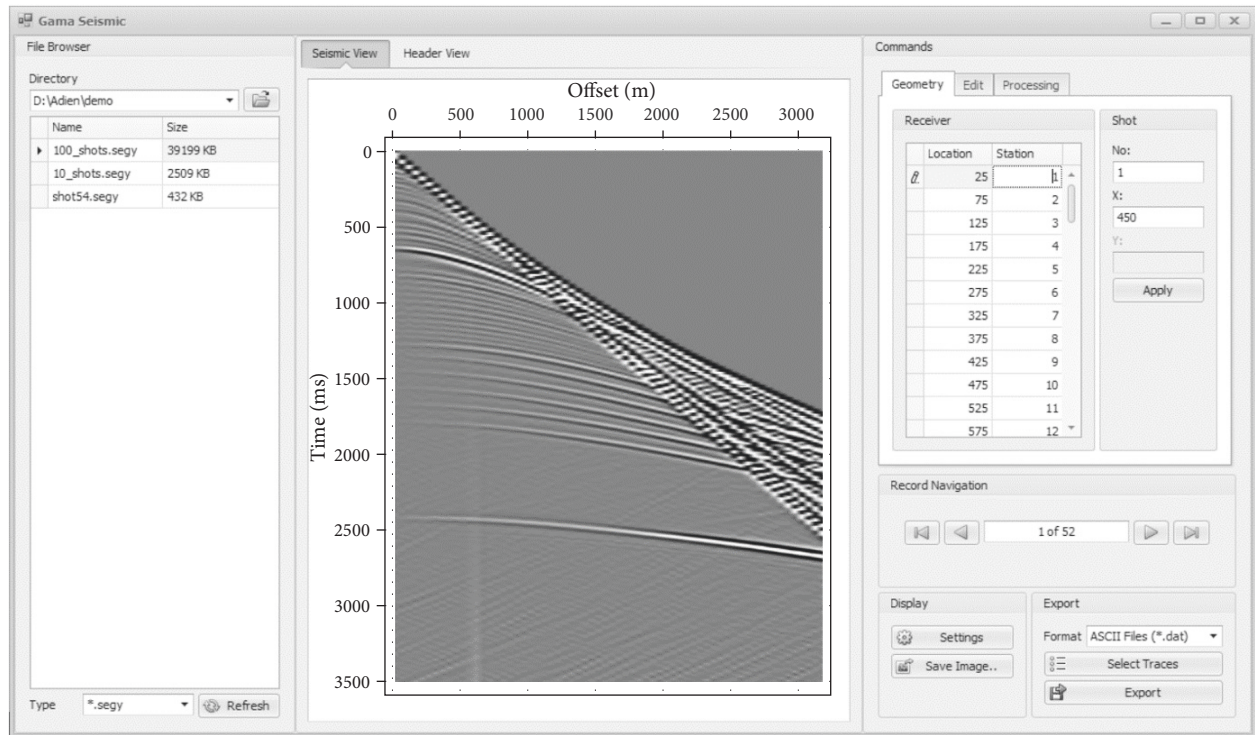 Gama Seismic
File Browser
Directory
D:\Adien\demo
Name Size
100_shots.segy 39199 KB
10_shots.segy 2509 KB
shot54.segy 432 KB
Type *.segy Refresh
Seismic View Header View
Offset (m)
0 500 1000 1500 2000 2500 3000
Time (ms)
0
500
1000
1500
2000
2500
3000
3500
Commands
Geometry Edit Processing
Receiver
Location Station
25 1
75 2
125 3
175 4
225 5
275 6
325 7
375 8
425 9
475 10
525 11
575 12
Shot
No:
1
X:
450
Y:
Apply
Record Navigation
1 of 52
Display
Settings
Save Image..
Export
Format ASCII Files (*.dat)
Select Traces
Export